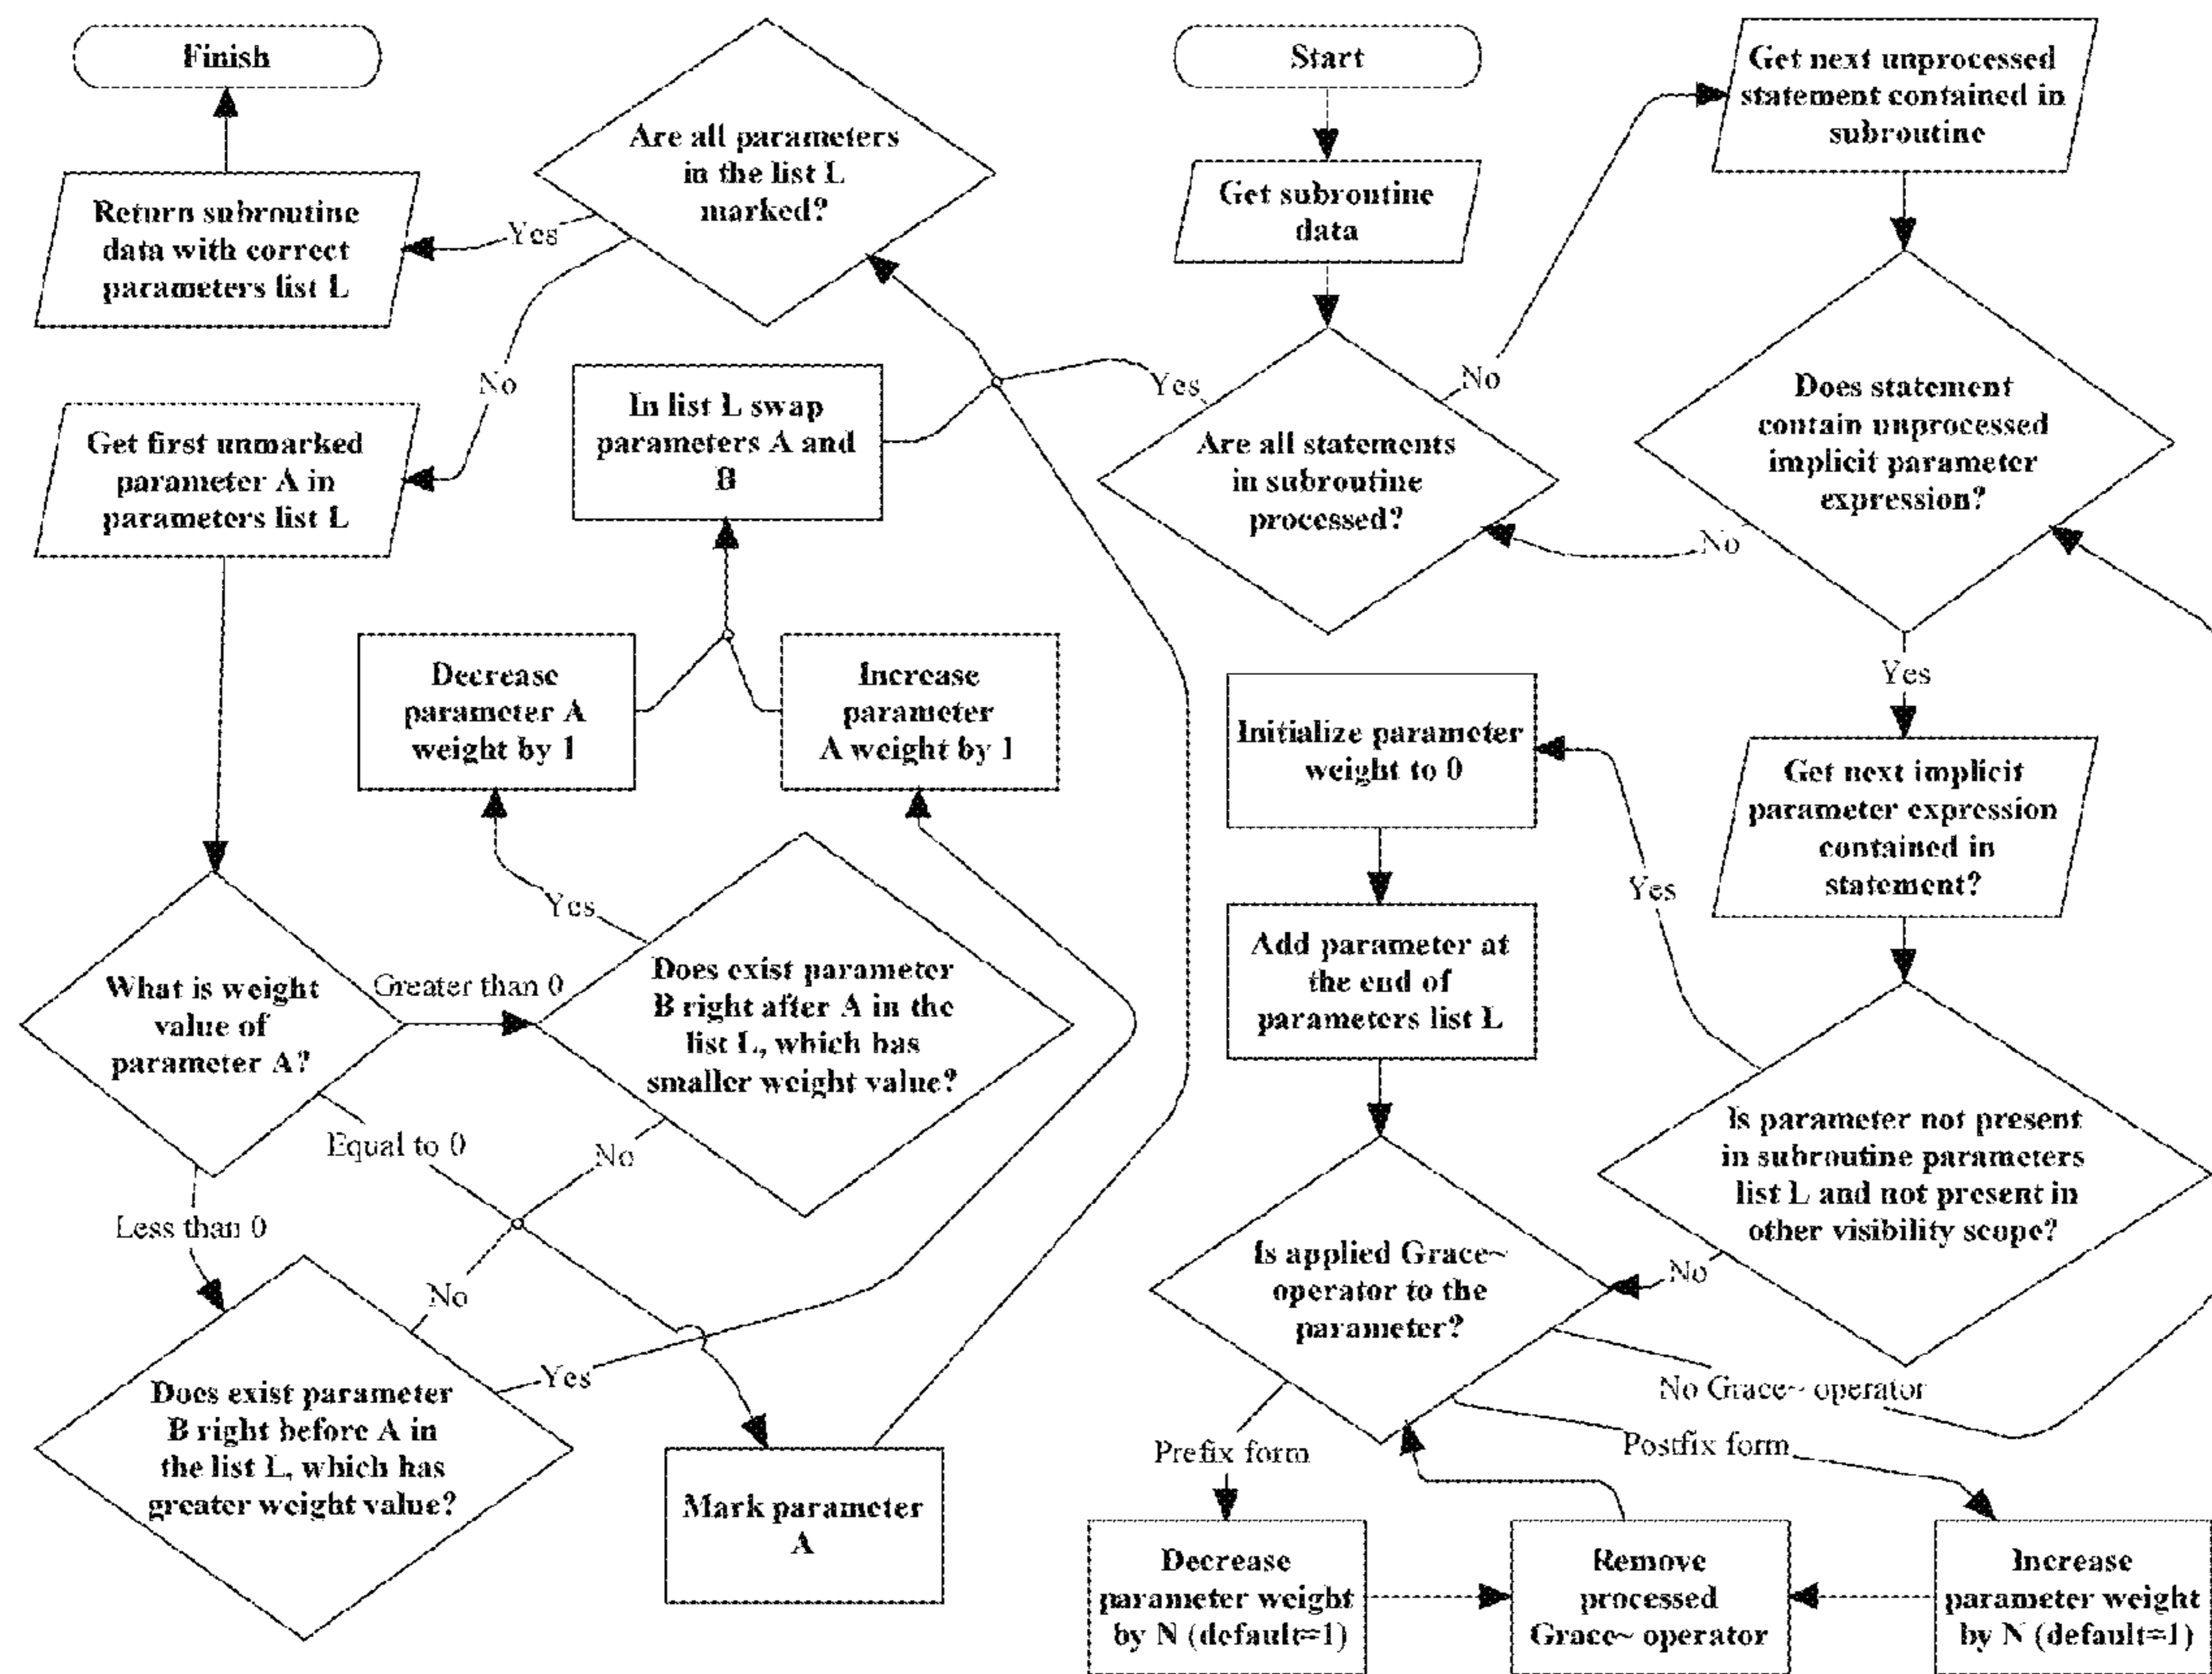 Finish
Return subroutine
data with correct
parameters list L
Are all parameters
in the list L
marked?
Yes
No
Get first unmarked
parameter A in
parameters list L
In list L swap
parameters A and
B
Decrease
parameter A
weight by 1
Increase
parameter
A weight by 1
What is weight
value of
parameter A?
Greater than 0
Equal to 0
Less than 0
Does exist parameter
B right after A in the
list L, which has
smaller weight value?
Yes
No
Does exist parameter
B right before A in
the list L, which has
greater weight value?
No
Yes
Mark parameter
A
Start
Get subroutine
data
Are all statements
in subroutine
processed?
Yes
No
Get next unprocessed
statement contained in
subroutine
Does statement
contain unprocessed
implicit parameter
expression?
No
Yes
Get next implicit
parameter expression
contained in
statement?
Is parameter not present
in subroutine parameters
list L and not present in
other visibility scope?
Yes
No
Initialize parameter
weight to 0
Add parameter at
the end of
parameters list L
Is applied Grace~
operator to the
parameter?
No Grace~ operator
Prefix form
Postfix form
Decrease
parameter weight
by N (default=1)
Remove
processed
Grace~ operator
Increase
parameter weight
by N (default=1)